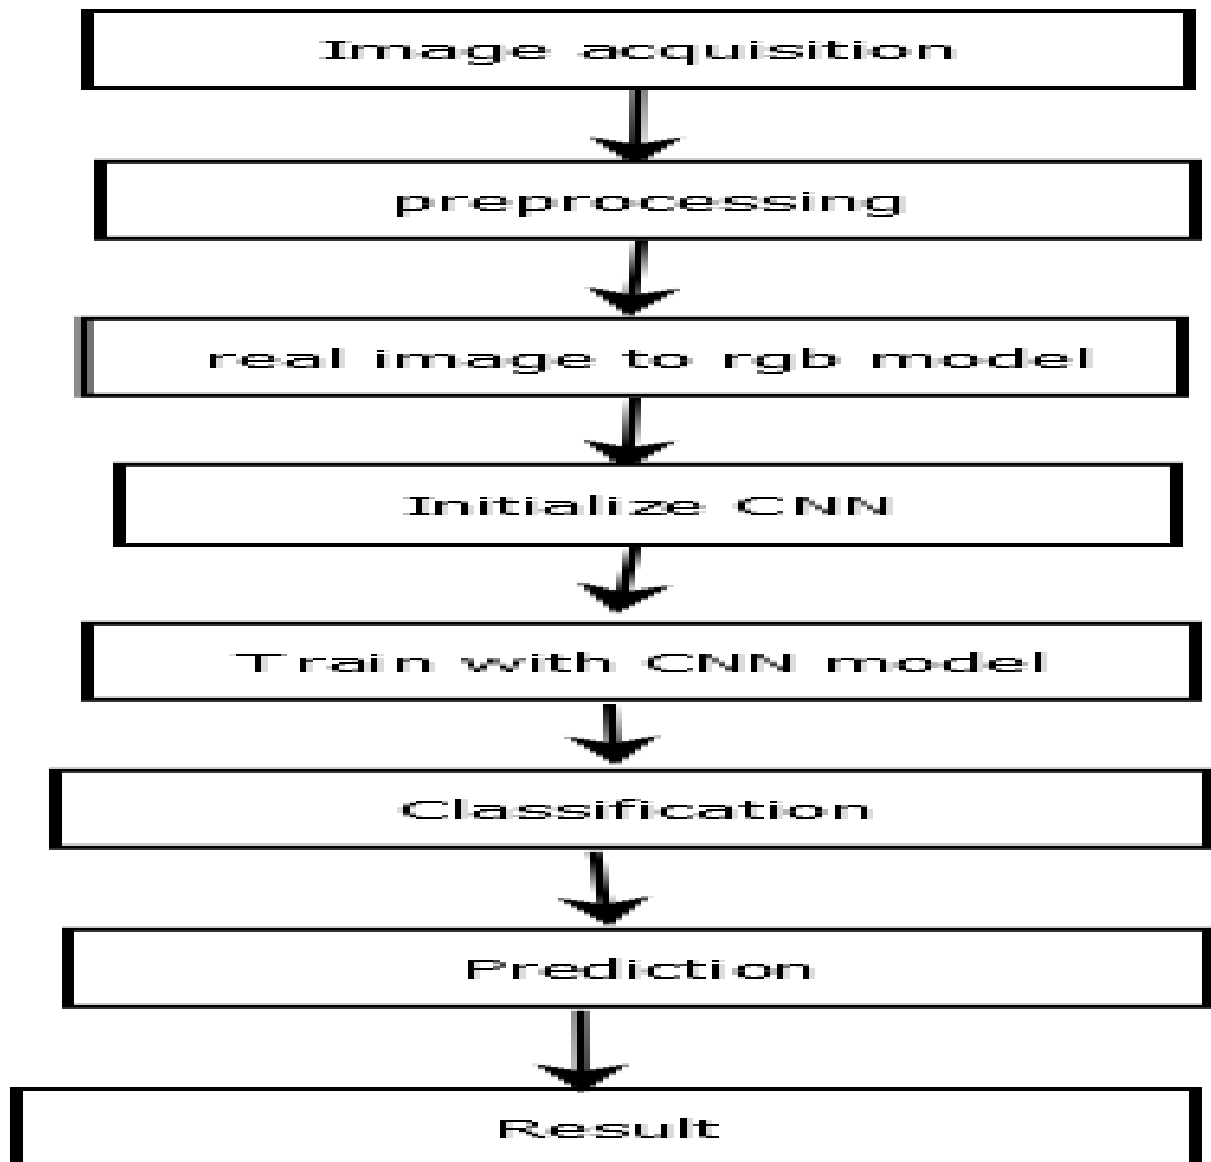 Image acquisition
preprocessing
real image to rgb model
Initialize CNN
Train with CNN model
Classification
Prediction
Result